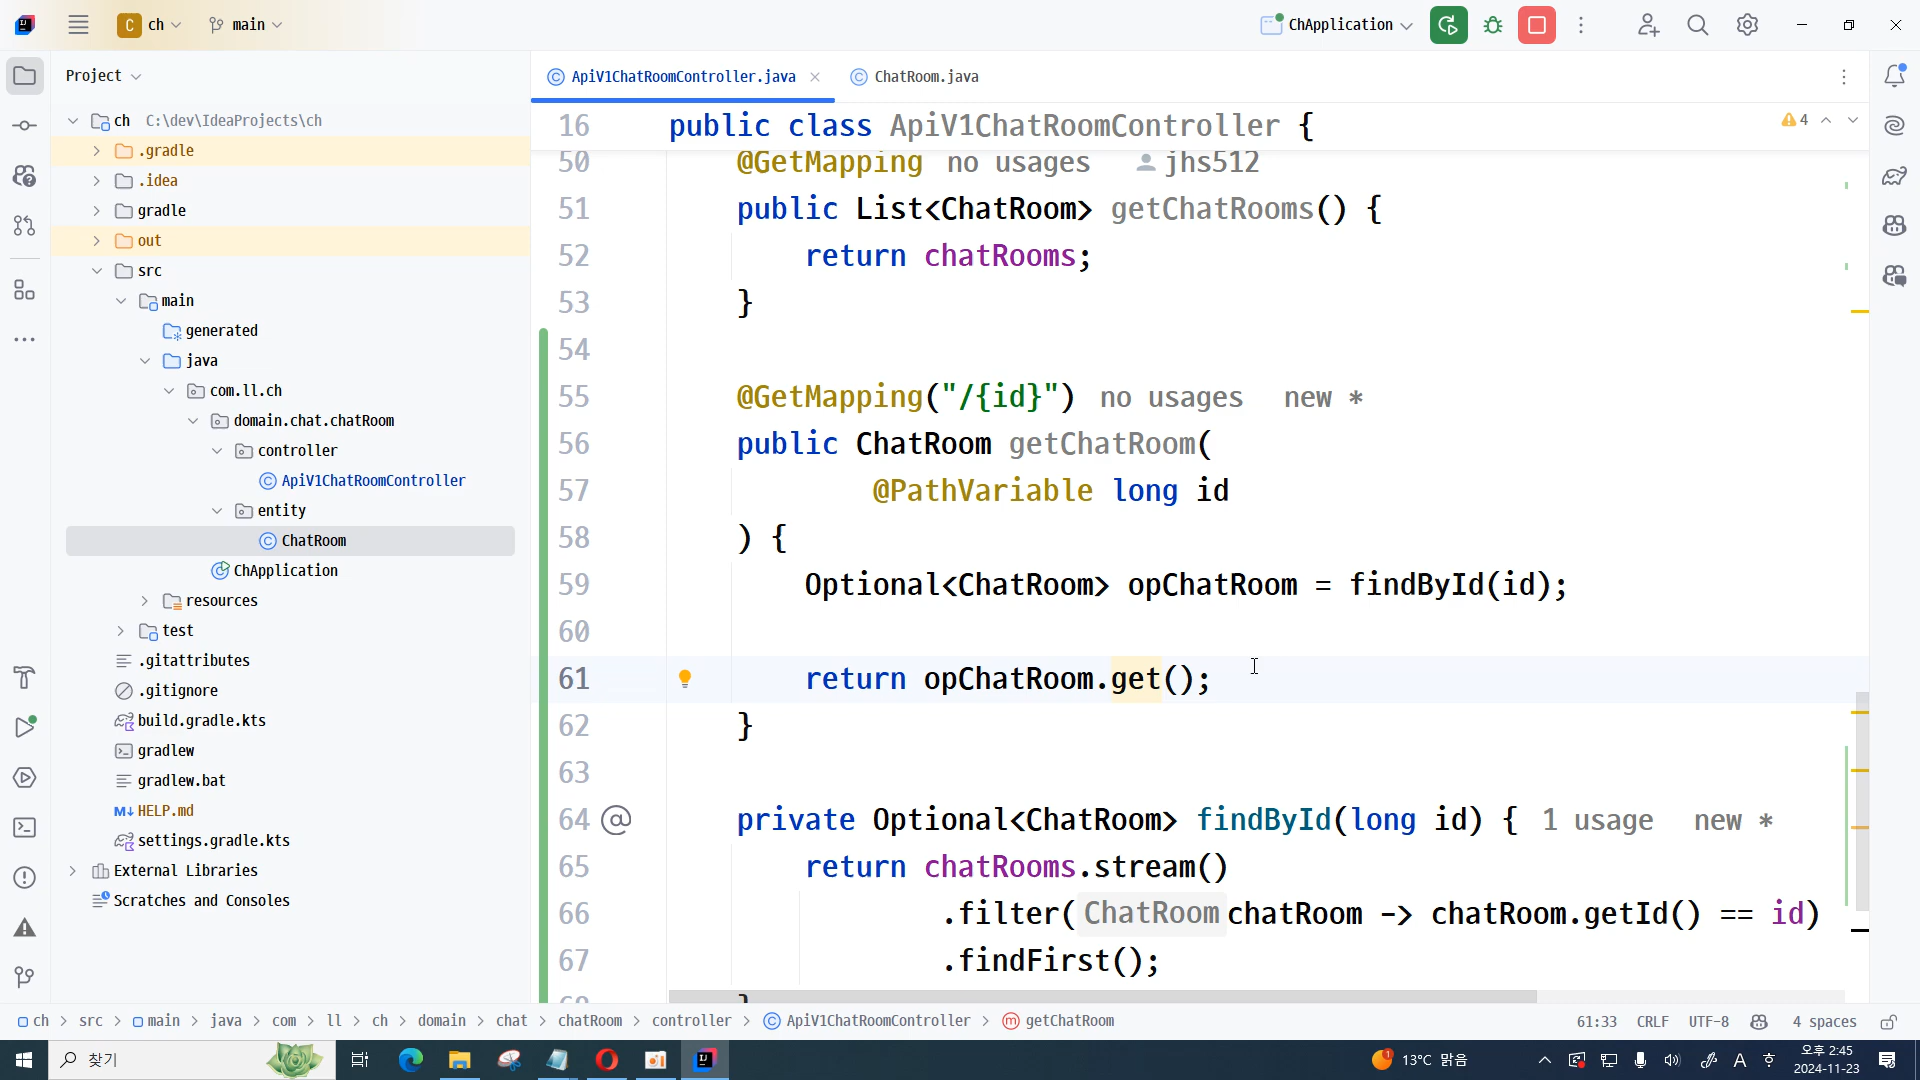 C ch main ChApplication
Project
ApiV1ChatRoomController.java ChatRoom.java
ch C:\dev\IdeaProjects\ch
.gradle
.idea
gradle
out
src
main
generated
java
com.ll.ch
domain.chat.chatRoom
controller
ApiV1ChatRoomController
entity
ChatRoom
ChApplication
resources
test
.gitattributes
.gitignore
build.gradle.kts
gradlew
gradlew.bat
M↓ HELP.md
settings.gradle.kts
External Libraries
Scratches and Consoles
16 public class ApiV1ChatRoomController {
4
50 @GetMapping no usages jhs512
51 public List<ChatRoom> getChatRooms() {
52 return chatRooms;
53 }
54
55 @GetMapping("/{id}") no usages new *
56 public ChatRoom getChatRoom(
57 @PathVariable long id
58 ) {
59 Optional<ChatRoom> opChatRoom = findById(id);
60
61 return opChatRoom.get();
62 }
63
64 @ private Optional<ChatRoom> findById(long id) { 1 usage new *
65 return chatRooms.stream()
66 .filter( ChatRoom chatRoom -> chatRoom.getId() == id)
67 .findFirst();
68 }
ch > src > main > java > com > ll > ch > domain > chat > chatRoom > controller > ApiV1ChatRoomController > getChatRoom 61:33 CRLF UTF-8 4 spaces
찾기 1 13°C 맑음 A 오후 2:45
2024-11-23